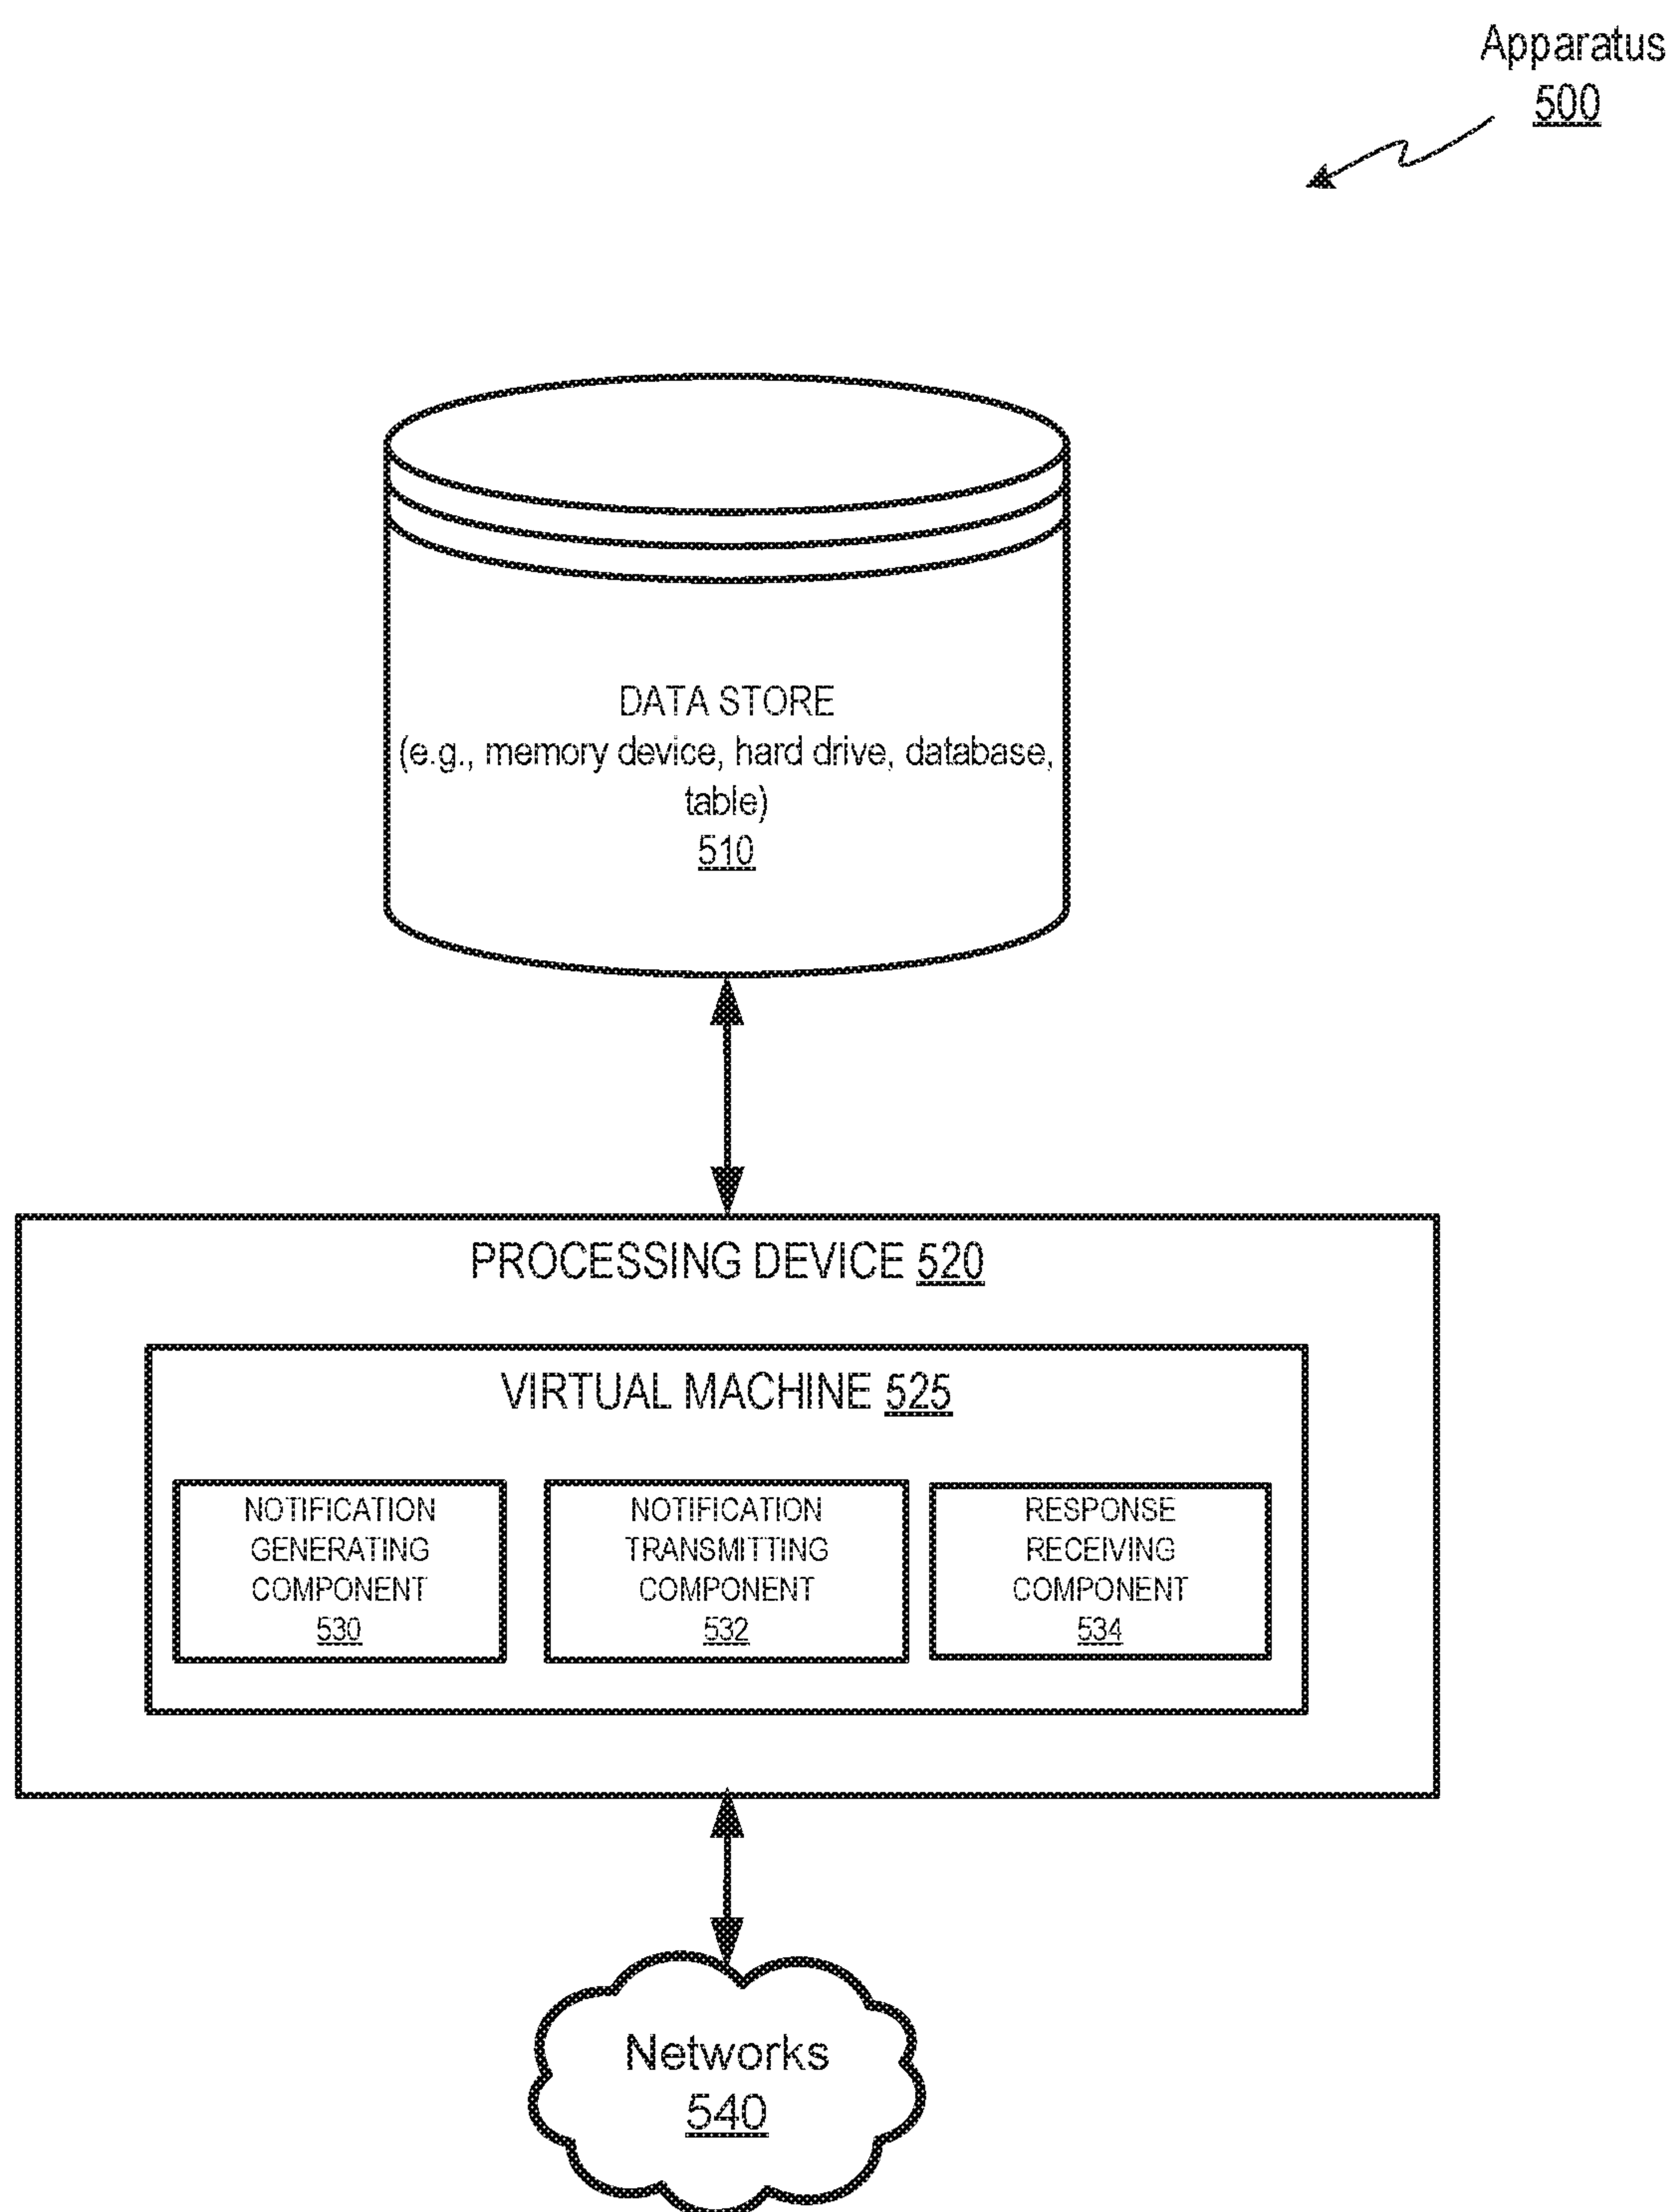 Apparatus
500
DATA STORE
(e.g., memory device, hard drive, database,
table)
510
PROCESSING DEVICE 520
VIRTUAL MACHINE 525
NOTIFICATION
GENERATING
COMPONENT
530
NOTIFICATION
TRANSMITTING
COMPONENT
532
RESPONSE
RECEIVING
COMPONENT
534
Networks
540